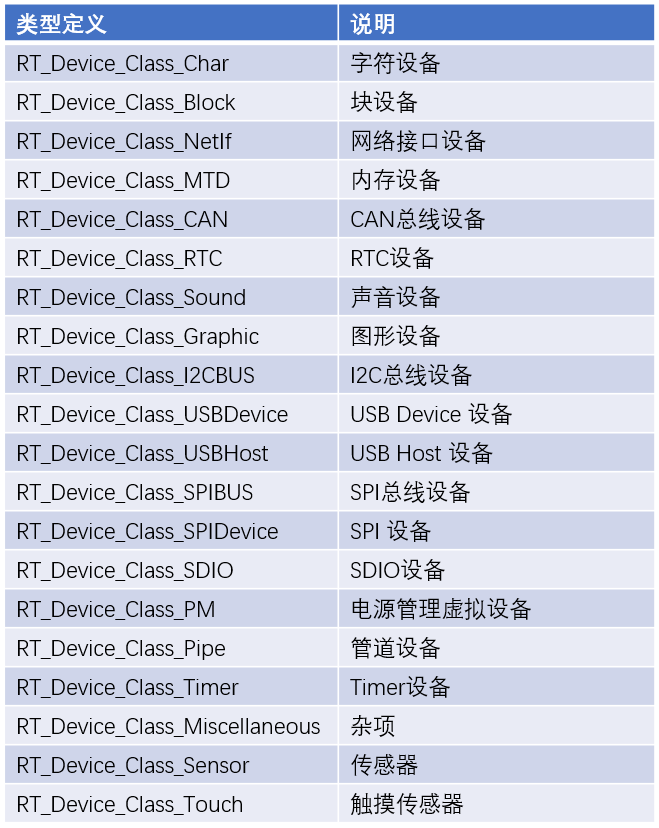 类型定义 说明
RT_Device_Class_Char 字符设备
RT_Device_Class_Block 块设备
RT_Device_Class_NetIf 网络接口设备
RT_Device_Class_MTD 内存设备
RT_Device_Class_CAN CAN总线设备
RT_Device_Class_RTC RTC设备
RT_Device_Class_Sound 声音设备
RT_Device_Class_Graphic 图形设备
RT_Device_Class_I2CBUS I2C总线设备
RT_Device_Class_USBDevice USB Device 设备
RT_Device_Class_USBHost USB Host 设备
RT_Device_Class_SPIBUS SPI总线设备
RT_Device_Class_SPIDevice SPI 设备
RT_Device_Class_SDIO SDIO设备
RT_Device_Class_PM 电源管理虚拟设备
RT_Device_Class_Pipe 管道设备
RT_Device_Class_Timer Timer设备
RT_Device_Class_Miscellaneous 杂项
RT_Device_Class_Sensor 传感器
RT_Device_Class_Touch 触摸传感器